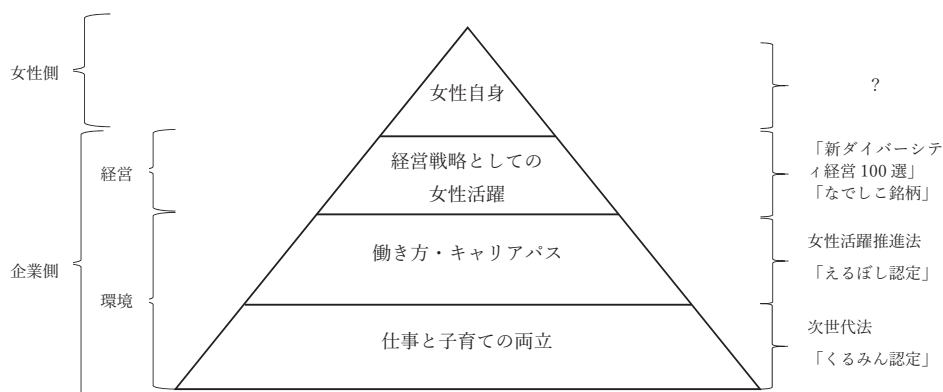 女性側
女性自身
？
経営
経営戦略としての
女性活躍
「新ダイバーシテ
ィ経営 100 選」
「なでしこ銘柄」
企業側
環境
働き方・キャリアパス
女性活躍推進法
「えるぼし認定」
仕事と子育ての両立
次世代法
「くるみん認定」